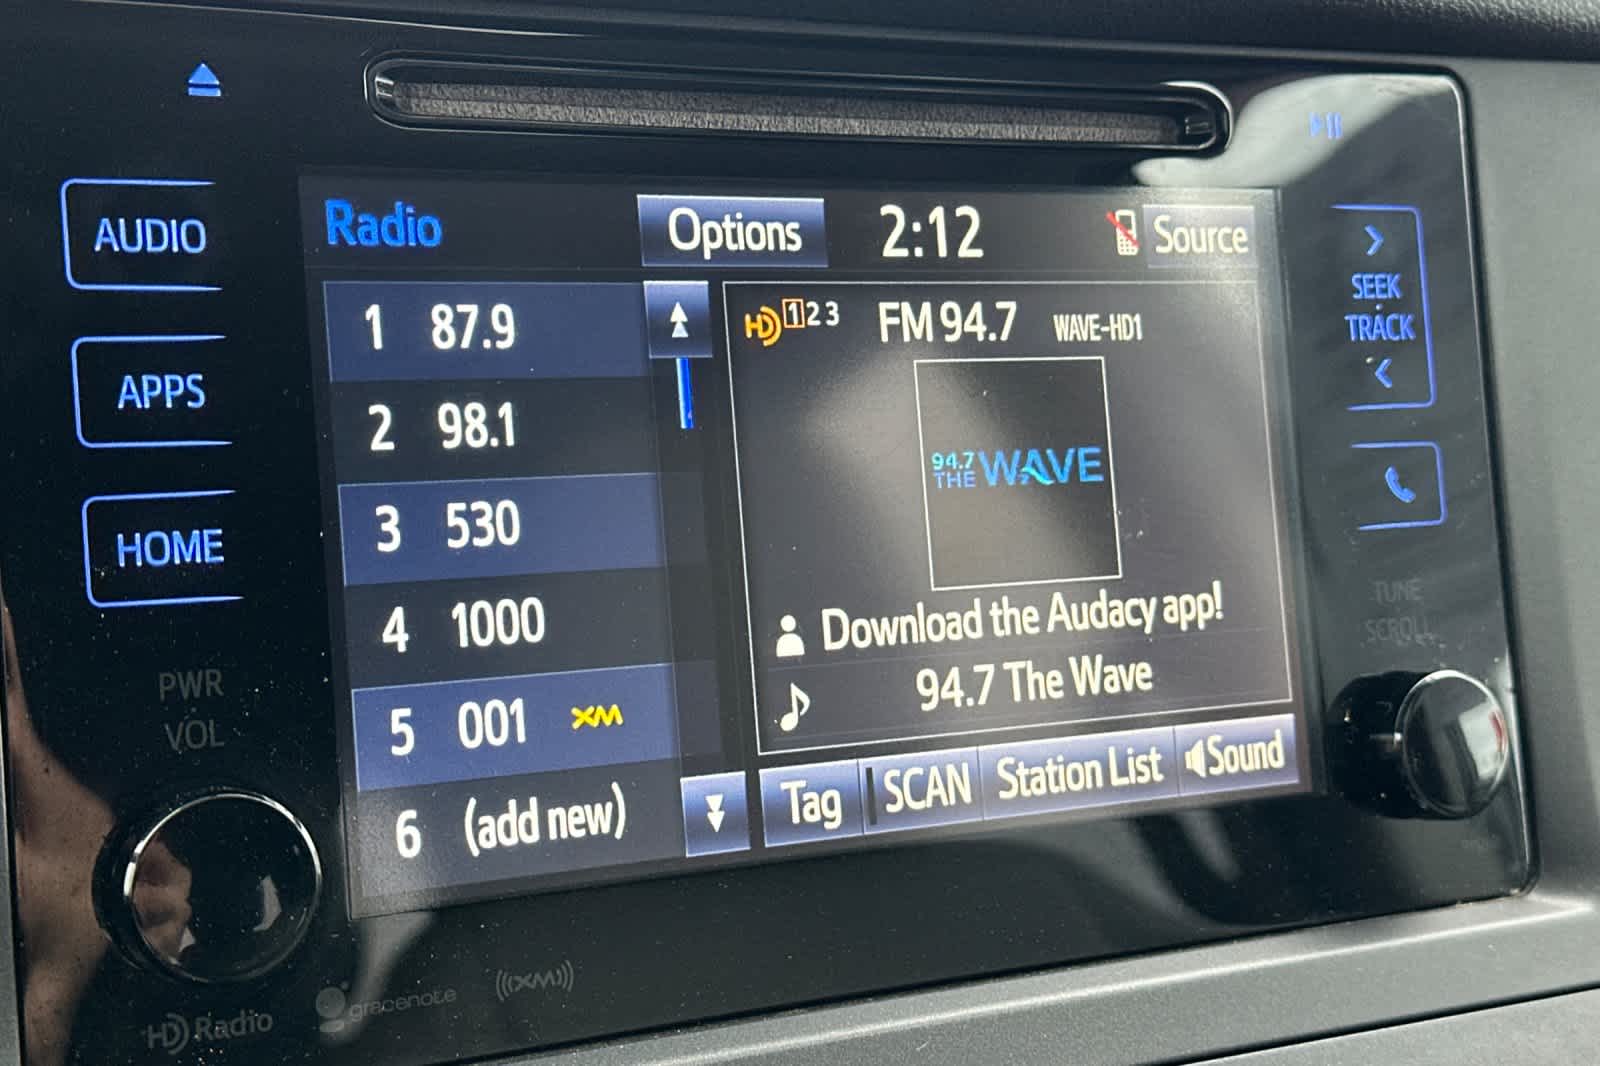 Radio
Options
2:12
Source
AUDIO
APPS
HOME
PWR
VOL
1 87.9
2 98.1
3 530
4 1000
5 001 XM
6 (add new)
HD 1 2 3
FM 94.7 WAVE-HD1
94.7
THE WAVE
Download the Audacy app!
94.7 The Wave
Tag
SCAN
Station List
Sound
SEEK
TRACK
TUNE
SCROLL
HD Radio
gracenote
((XM))